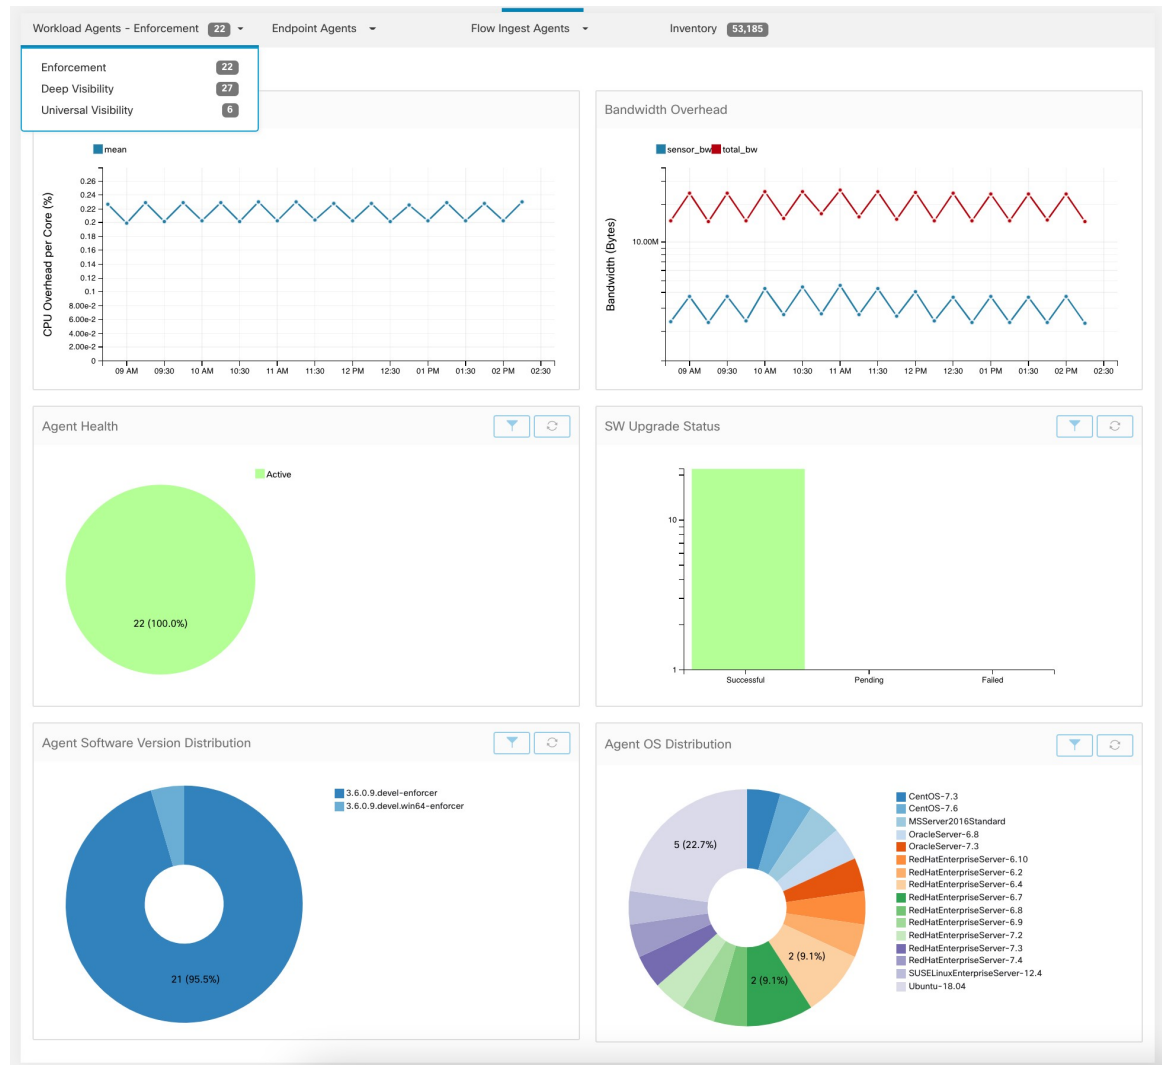 Workload Agents - Enforcement 22 Endpoint Agents Flow Ingest Agents Inventory 53,185
Enforcement 22
Deep Visibility 27
Universal Visibility 6
mean
CPU Overhead per Core (%)
0.26
0.24
0.22
0.2
0.18
0.16
0.14
0.12
0.1
8.00e-2
6.00e-2
4.00e-2
2.00e-2
0
09 AM 09:30 10 AM 10:30 11 AM 11:30 12 PM 12:30 01 PM 01:30 02 PM 02:30
Bandwidth Overhead
sensor_bw total_bw
Bandwidth (Bytes)
10.00M
09 AM 09:30 10 AM 10:30 11 AM 11:30 12 PM 12:30 01 PM 01:30 02 PM 02:30
Agent Health
Active
22 (100.0%)
SW Upgrade Status
10
1
Successful Pending Failed
Agent Software Version Distribution
3.6.0.9.devel-enforcer
3.6.0.9.devel.win64-enforcer
21 (95.5%)
Agent OS Distribution
5 (22.7%)
2 (9.1%)
2 (9.1%)
CentOS-7.3
CentOS-7.6
MSServer2016Standard
OracleServer-6.8
OracleServer-7.3
RedHatEnterpriseServer-6.10
RedHatEnterpriseServer-6.2
RedHatEnterpriseServer-6.4
RedHatEnterpriseServer-6.7
RedHatEnterpriseServer-6.8
RedHatEnterpriseServer-6.9
RedHatEnterpriseServer-7.2
RedHatEnterpriseServer-7.3
RedHatEnterpriseServer-7.4
SUSELinuxEnterpriseServer-12.4
Ubuntu-18.04